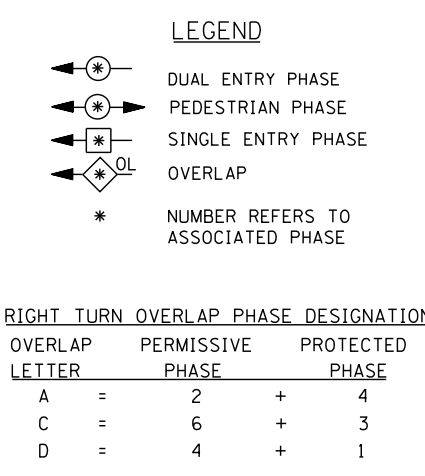 LEGEND
* DUAL ENTRY PHASE
* PEDESTRIAN PHASE
* SINGLE ENTRY PHASE
* OL OVERLAP
* NUMBER REFERS TO
ASSOCIATED PHASE
RIGHT TURN OVERLAP PHASE DESIGNATION
OVERLAP PERMISSIVE PROTECTED
LETTER PHASE PHASE
A = 2 + 4
C = 6 + 3
D = 4 + 1